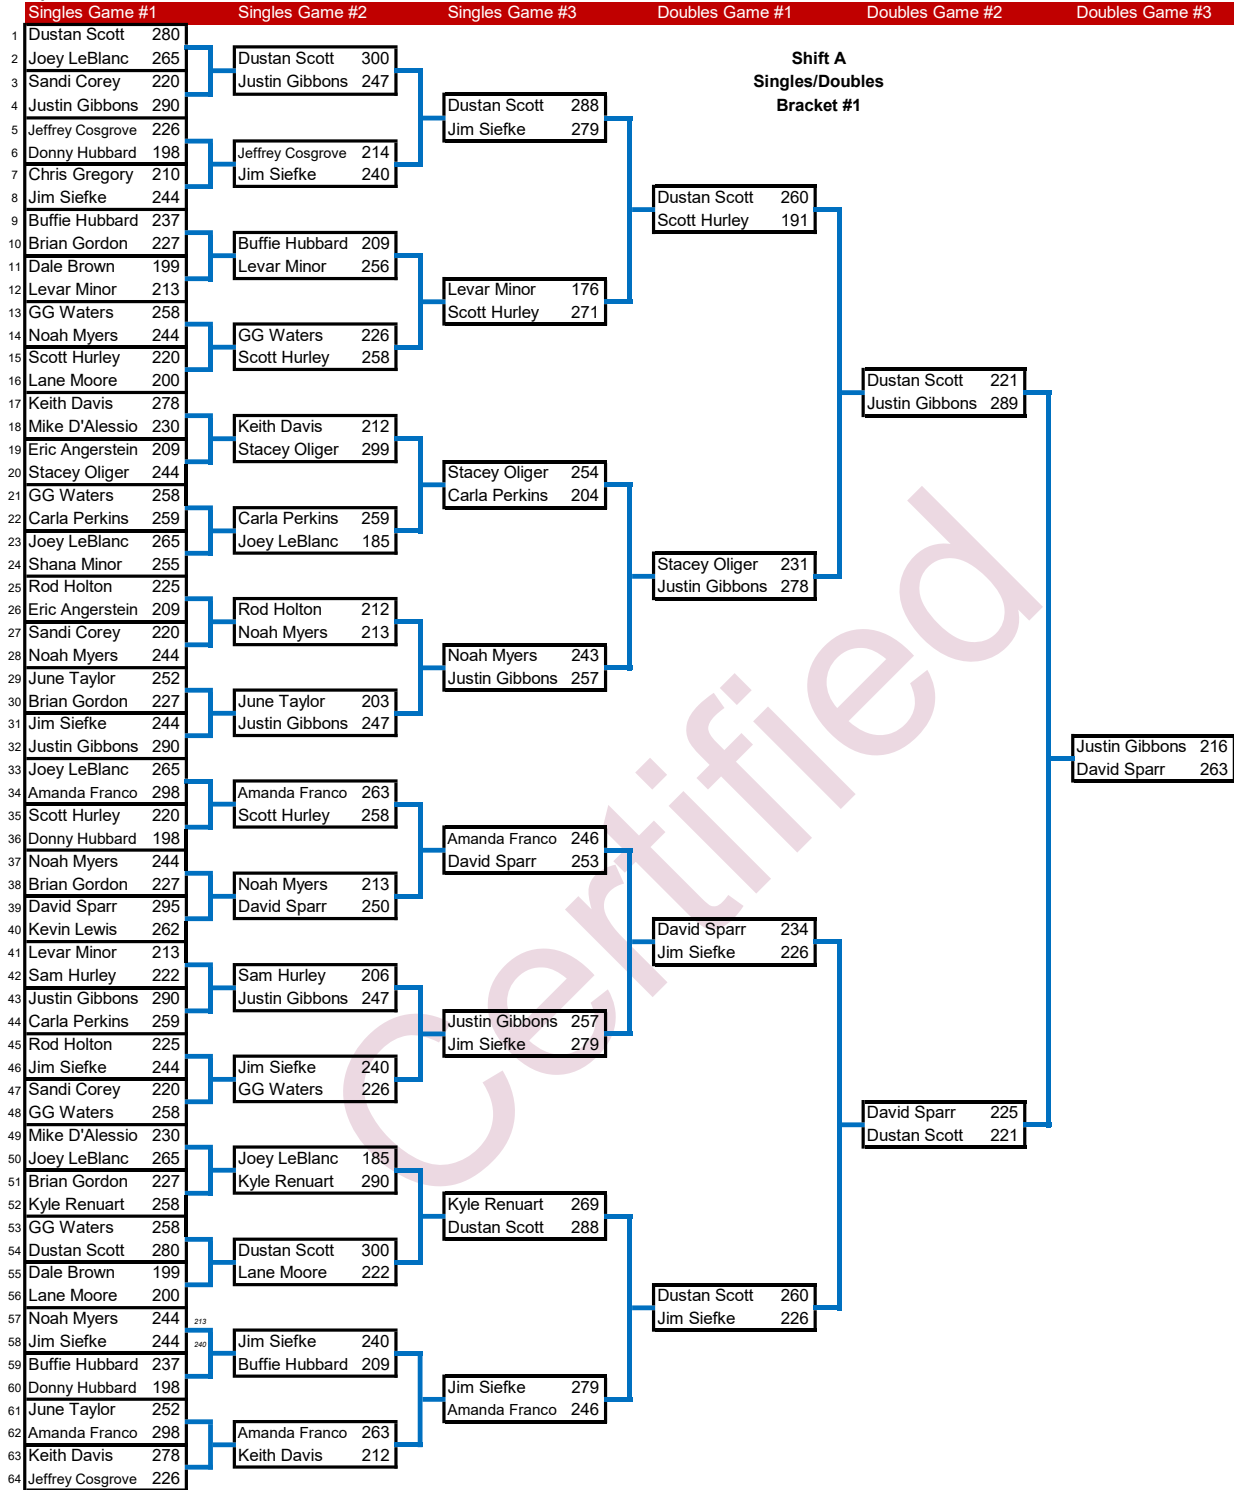 Singles Game #1 Singles Game #2 Singles Game #3 Doubles Game #1 Doubles Game #2 Doubles Game #3
Shift A
Singles/Doubles
Bracket #1
1 Dustan Scott 280
2 Joey LeBlanc 265
3 Sandi Corey 220
4 Justin Gibbons 290
5 Jeffrey Cosgrove 226
6 Donny Hubbard 198
7 Chris Gregory 210
8 Jim Siefke 244
9 Buffie Hubbard 237
10 Brian Gordon 227
11 Dale Brown 199
12 Levar Minor 213
13 GG Waters 258
14 Noah Myers 244
15 Scott Hurley 220
16 Lane Moore 200
17 Keith Davis 278
18 Mike D'Alessio 230
19 Eric Angerstein 209
20 Stacey Oliger 244
21 GG Waters 258
22 Carla Perkins 259
23 Joey LeBlanc 265
24 Shana Minor 255
25 Rod Holton 225
26 Eric Angerstein 209
27 Sandi Corey 220
28 Noah Myers 244
29 June Taylor 252
30 Brian Gordon 227
31 Jim Siefke 244
32 Justin Gibbons 290
33 Joey LeBlanc 265
34 Amanda Franco 298
35 Scott Hurley 220
36 Donny Hubbard 198
37 Noah Myers 244
38 Brian Gordon 227
39 David Sparr 295
40 Kevin Lewis 262
41 Levar Minor 213
42 Sam Hurley 222
43 Justin Gibbons 290
44 Carla Perkins 259
45 Rod Holton 225
46 Jim Siefke 244
47 Sandi Corey 220
48 GG Waters 258
49 Mike D'Alessio 230
50 Joey LeBlanc 265
51 Brian Gordon 227
52 Kyle Renuart 258
53 GG Waters 258
54 Dustan Scott 280
55 Dale Brown 199
56 Lane Moore 200
57 Noah Myers 244 213
58 Jim Siefke 244 240
59 Buffie Hubbard 237
60 Donny Hubbard 198
61 June Taylor 252
62 Amanda Franco 298
63 Keith Davis 278
64 Jeffrey Cosgrove 226
Dustan Scott 300
Justin Gibbons 247
Jeffrey Cosgrove 214
Jim Siefke 240
Buffie Hubbard 209
Levar Minor 256
GG Waters 226
Scott Hurley 258
Keith Davis 212
Stacey Oliger 299
Carla Perkins 259
Joey LeBlanc 185
Rod Holton 212
Noah Myers 213
June Taylor 203
Justin Gibbons 247
Amanda Franco 263
Scott Hurley 258
Noah Myers 213
David Sparr 250
Sam Hurley 206
Justin Gibbons 247
Jim Siefke 240
GG Waters 226
Joey LeBlanc 185
Kyle Renuart 290
Dustan Scott 300
Lane Moore 222
Jim Siefke 240
Buffie Hubbard 209
Amanda Franco 263
Keith Davis 212
Dustan Scott 288
Jim Siefke 279
Levar Minor 176
Scott Hurley 271
Stacey Oliger 254
Carla Perkins 204
Noah Myers 243
Justin Gibbons 257
Amanda Franco 246
David Sparr 253
Justin Gibbons 257
Jim Siefke 279
Kyle Renuart 269
Dustan Scott 288
Jim Siefke 279
Amanda Franco 246
Dustan Scott 260
Scott Hurley 191
Stacey Oliger 231
Justin Gibbons 278
David Sparr 234
Jim Siefke 226
Dustan Scott 260
Jim Siefke 226
Dustan Scott 221
Justin Gibbons 289
David Sparr 225
Dustan Scott 221
Justin Gibbons 216
David Sparr 263
Certified